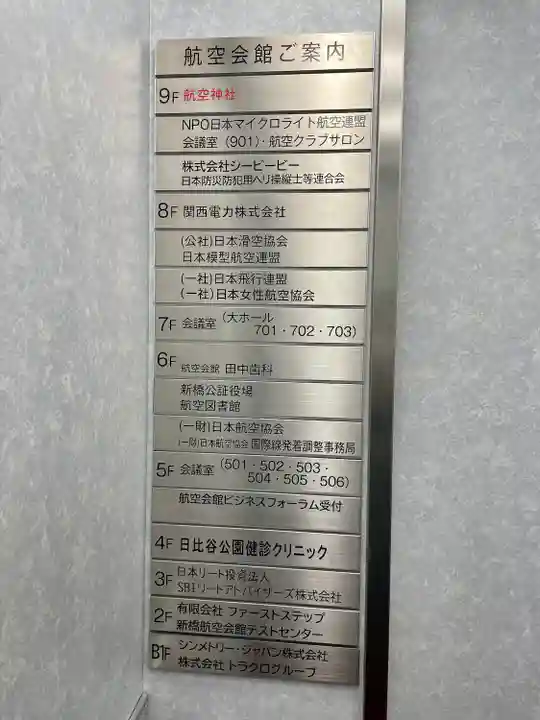 航空会館ご案内
9F 航空神社
NPO日本マイクロライト航空連盟
会議室(901)・航空クラブサロン
株式会社シービービー
日本防災防犯用ヘリ操縦士等連合会
8F 関西電力株式会社
(公社)日本滑空協会
日本模型航空連盟
(一社)日本飛行連盟
(一社)日本女性航空協会
7F 会議室(大ホール
701・702・703)
6F 航空会館 田中歯科
新橋公証役場
航空図書館
(一財)日本航空協会
(一財)日本航空協会 国際線発着調整事務局
5F 会議室(501・502・503・
504・505・506)
航空会館ビジネスフォーラム受付
4F 日比谷公園健診クリニック
3F 日本リート投資法人
SBIリートアドバイザーズ株式会社
2F 有限会社 ファーストステップ
新橋航空会館テストセンター
B1F シンメトリー・ジャパン株式会社
株式会社 トラクログループ